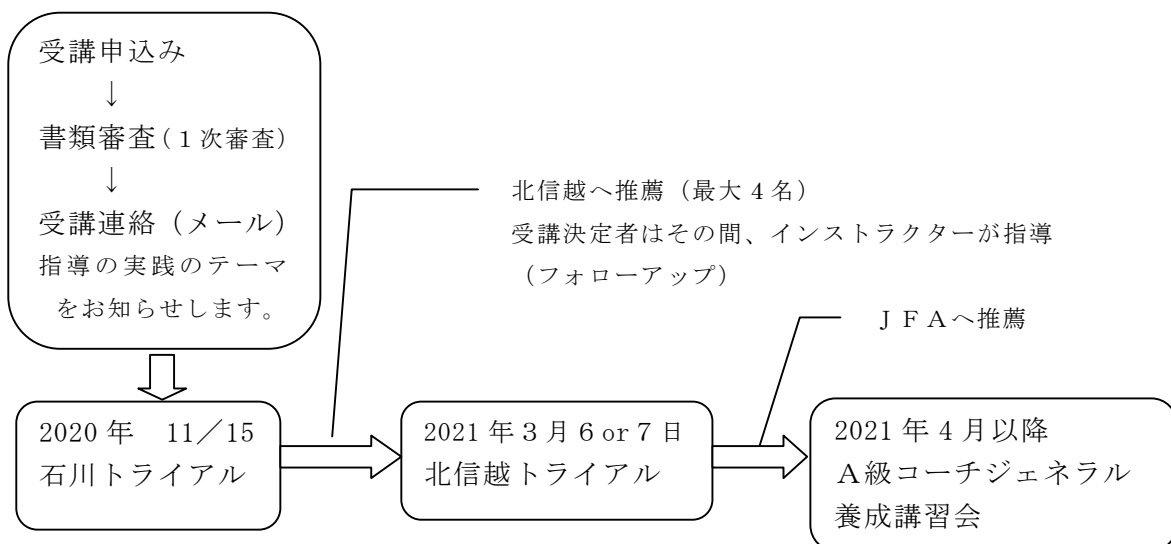 受講申込み
↓
書類審査(１次審査)
↓
受講連絡（メール）
指導の実践のテーマ
をお知らせします。
北信越へ推薦（最大４名）
受講決定者はその間、インストラクターが指導
（フォローアップ）
ＪＦＡへ推薦
2020年　11／15
石川トライアル
2021年３月６or７日
北信越トライアル
2021年４月以降
Ａ級コーチジェネラル
養成講習会